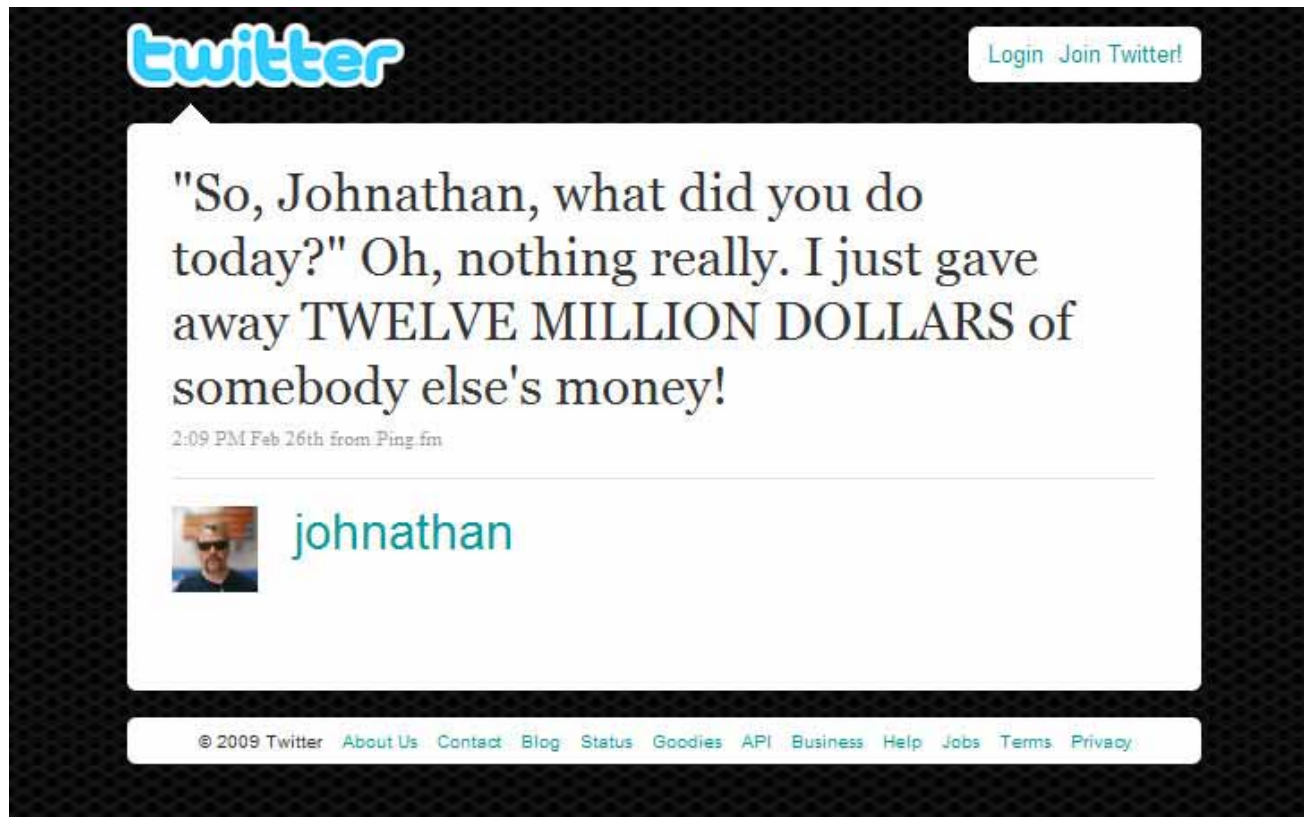 twitter
Login Join Twitter!
"So, Johnathan, what did you do
today?" Oh, nothing really. I just gave
away TWELVE MILLION DOLLARS of
somebody else's money!
2:09 PM Feb 26th from Ping.fm
johnathan
© 2009 Twitter About Us Contact Blog Status Goodies API Business Help Jobs Terms Privacy